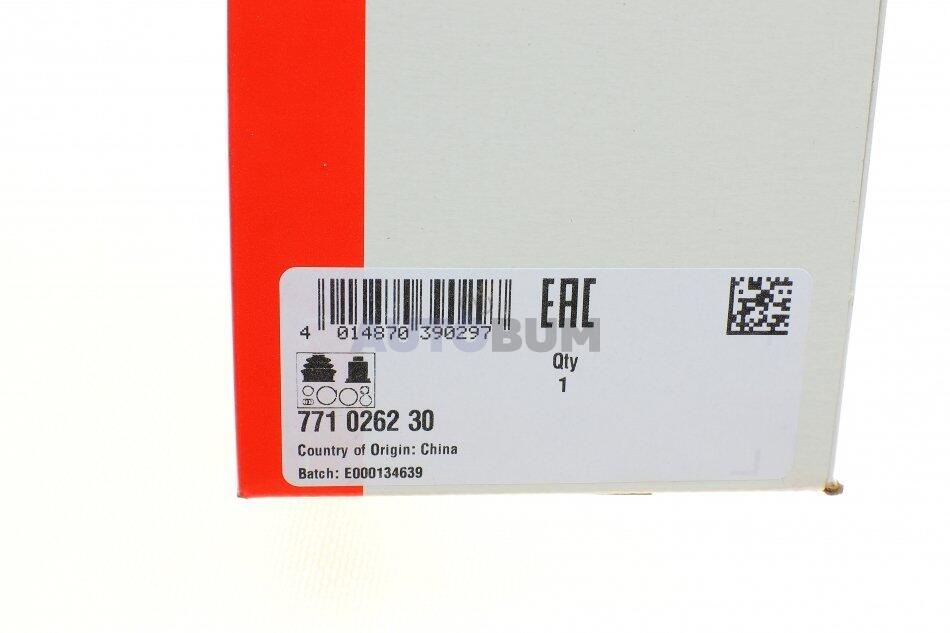 EAC
4 014870 390297
AUTOBUM
Qty
1
771 0262 30
Country of Origin: China
Batch: E000134639